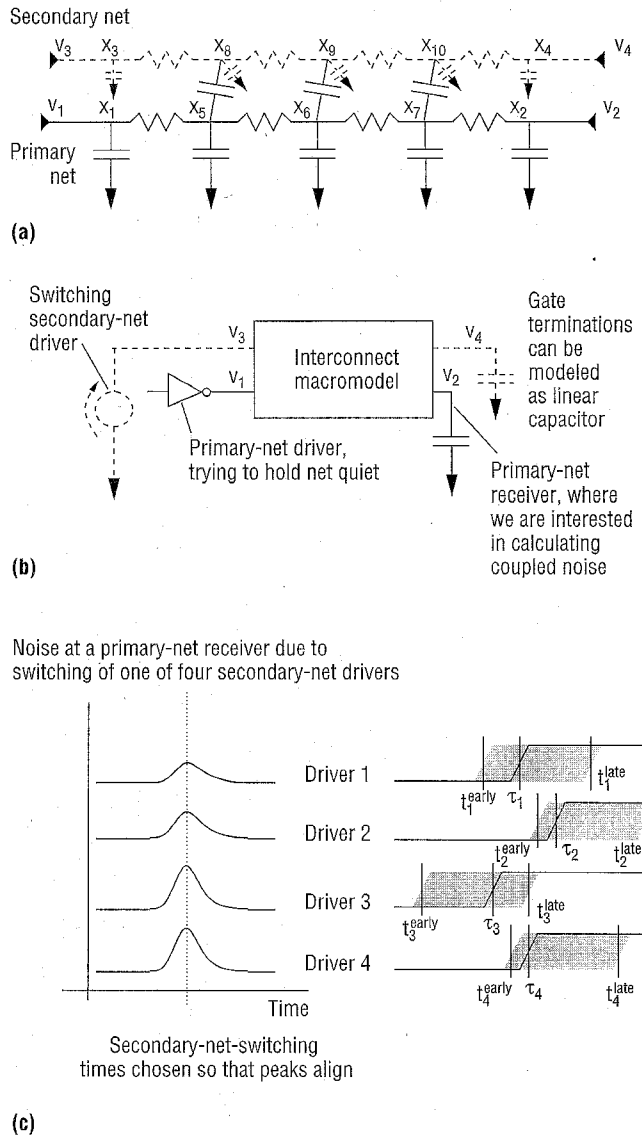 Secondary net
V3 X3 X8 X9 X10 X4 V4
V1 X1 X5 X6 X7 X2 V2
Primary
net
(a)
Switching
secondary-net
driver
V3
V1
Interconnect
macromodel
V4
V2
Gate
terminations
can be
modeled
as linear
capacitor
Primary-net driver,
trying to hold net quiet
Primary-net
receiver, where
we are interested
in calculating
coupled noise
(b)
Noise at a primary-net receiver due to
switching of one of four secondary-net drivers
Driver 1
t1early τ1 t1late
Driver 2
t2early τ2 t2late
Driver 3
t3early τ3 t3late
Driver 4
t4early τ4 t4late
Time
Secondary-net-switching
times chosen so that peaks align
(c)